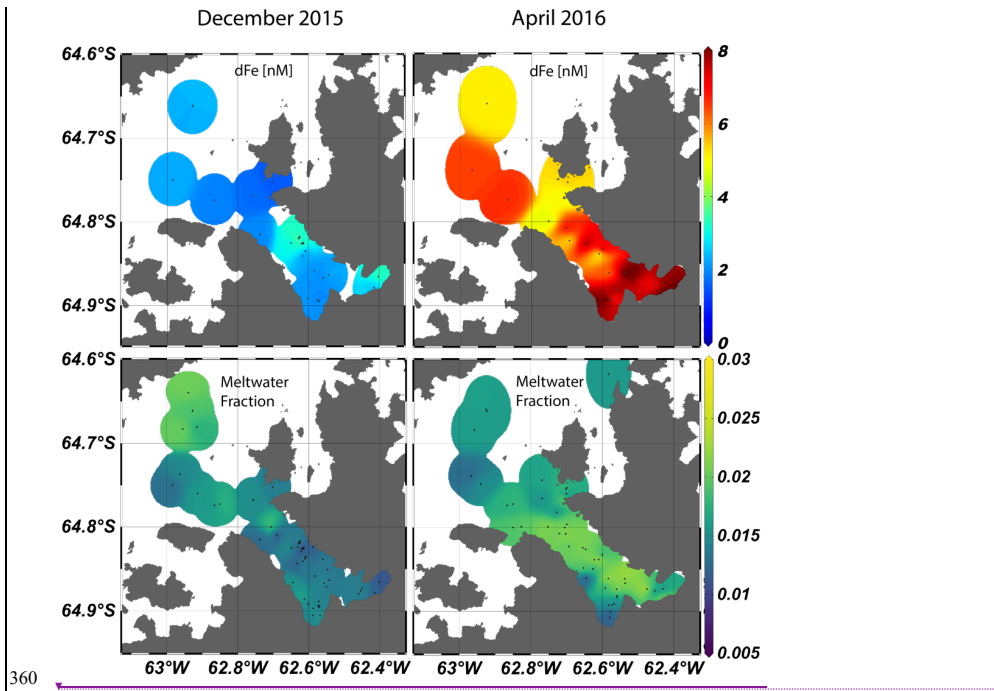 December 2015
April 2016
64.6°S
64.7°S
64.8°S
64.9°S
dFe [nM]
dFe [nM]
8
6
4
2
0
64.6°S
64.7°S
64.8°S
64.9°S
Meltwater
Fraction
Meltwater
Fraction
0.03
0.025
0.02
0.015
0.01
0.005
63°W 62.8°W 62.6°W 62.4°W
63°W 62.8°W 62.6°W 62.4°W
360